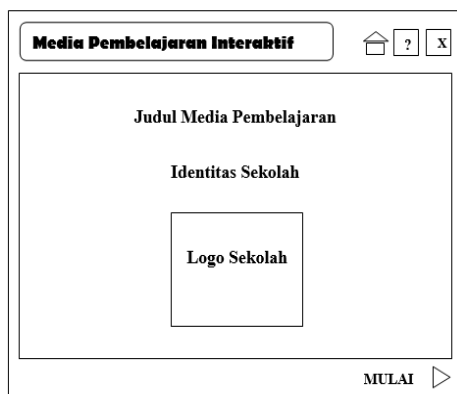 Media Pembelajaran Interaktif
?
X
Judul Media Pembelajaran
Identitas Sekolah
Logo Sekolah
MULAI